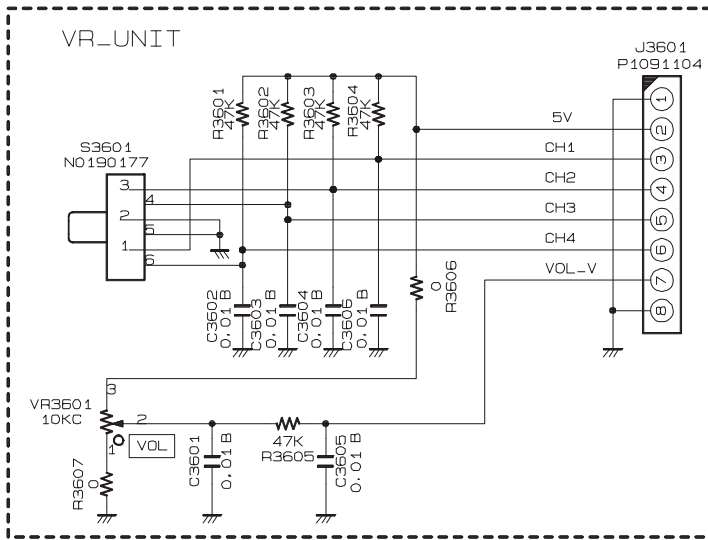 VR_UNIT
J3601
P1091104
R3601
47K
R3602
47K
R3603
47K
R3604
47K
1
5V
2
S3601
N0190177
CH1
3
3
CH2
4
4
2
CH3
5
5
1
CH4
6
6
VOL_V
7
0
R3606
8
C3602
0.01 B
C3603
0.01 B
C3604
0.01 B
C3606
0.01 B
3
VR3601
10KC
2
1
VOL
47K
R3605
R3607
0
C3601
0.01 B
C3605
0.01 B